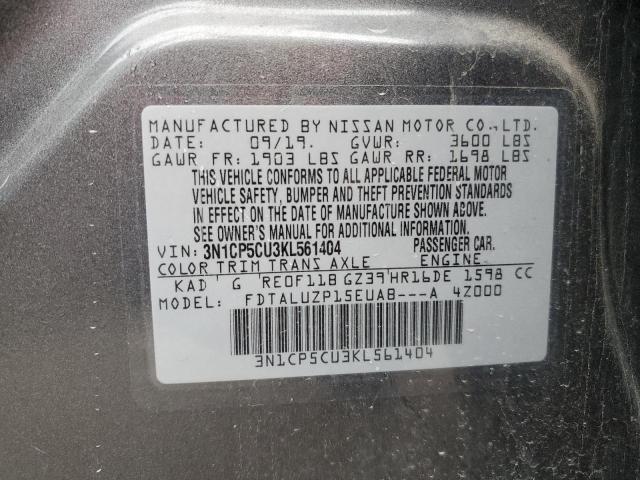 MANUFACTURED BY NISSAN MOTOR CO.,LTD.
DATE: 09/19. GVWR: 3600 LBS
GAWR FR: 1903 LBS GAWR RR: 1698 LBS
THIS VEHICLE CONFORMS TO ALL APPLICABLE FEDERAL MOTOR
VEHICLE SAFETY, BUMPER AND THEFT PREVENTION STANDARDS
IN EFFECT ON THE DATE OF MANUFACTURE SHOWN ABOVE.
SEE OWNER'S MANUAL FOR ADDITIONAL INFORMATION.
VIN: 3N1CP5CU3KL561404 PASSENGER CAR.
COLOR TRIM TRANS AXLE ENGINE
KAD G RE0F11B GZ39 HR16DE 1598 CC
MODEL: FDTALUZP15EUAB---A 4Z000
3N1CP5CU3KL561404